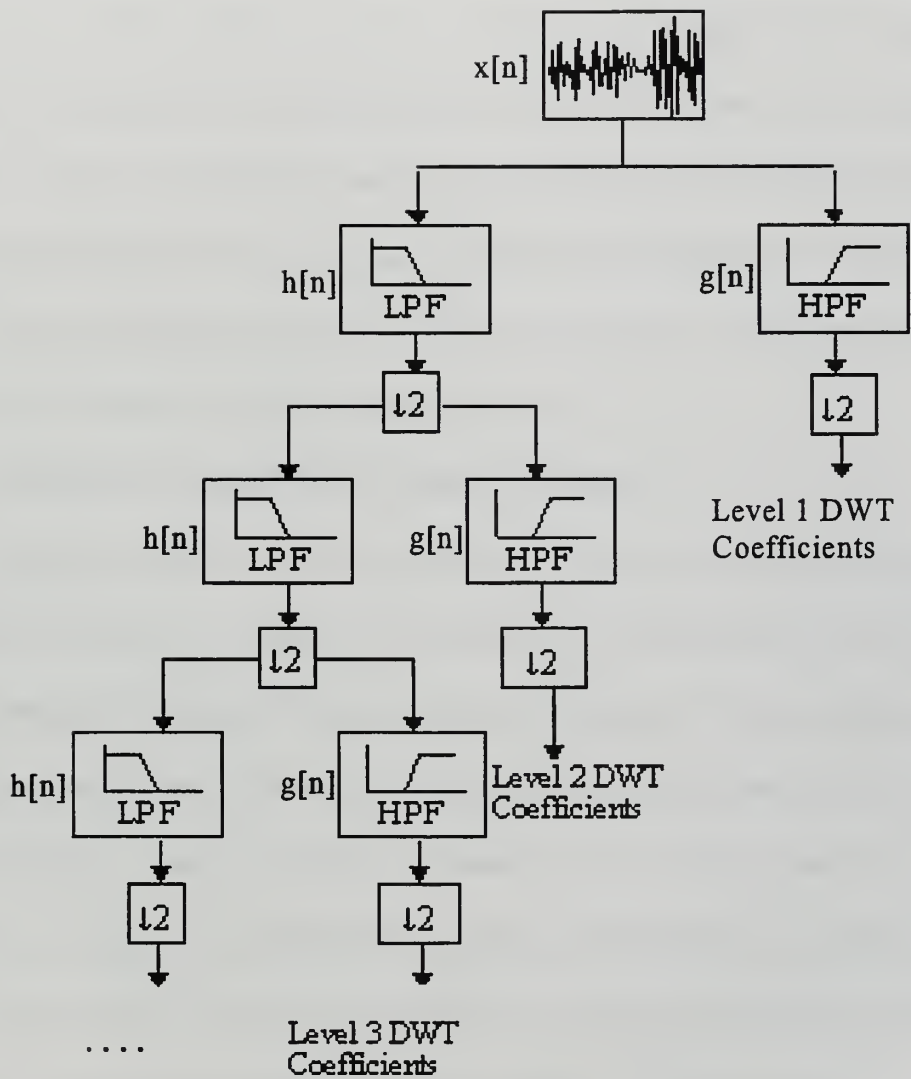 x[n]
h[n]
LPF
g[n]
HPF
↓2
↓2
h[n]
LPF
g[n]
HPF
Level 1 DWT
Coefficients
↓2
↓2
h[n]
LPF
g[n]
HPF
Level 2 DWT
Coefficients
↓2
↓2
....
Level 3 DWT
Coefficients